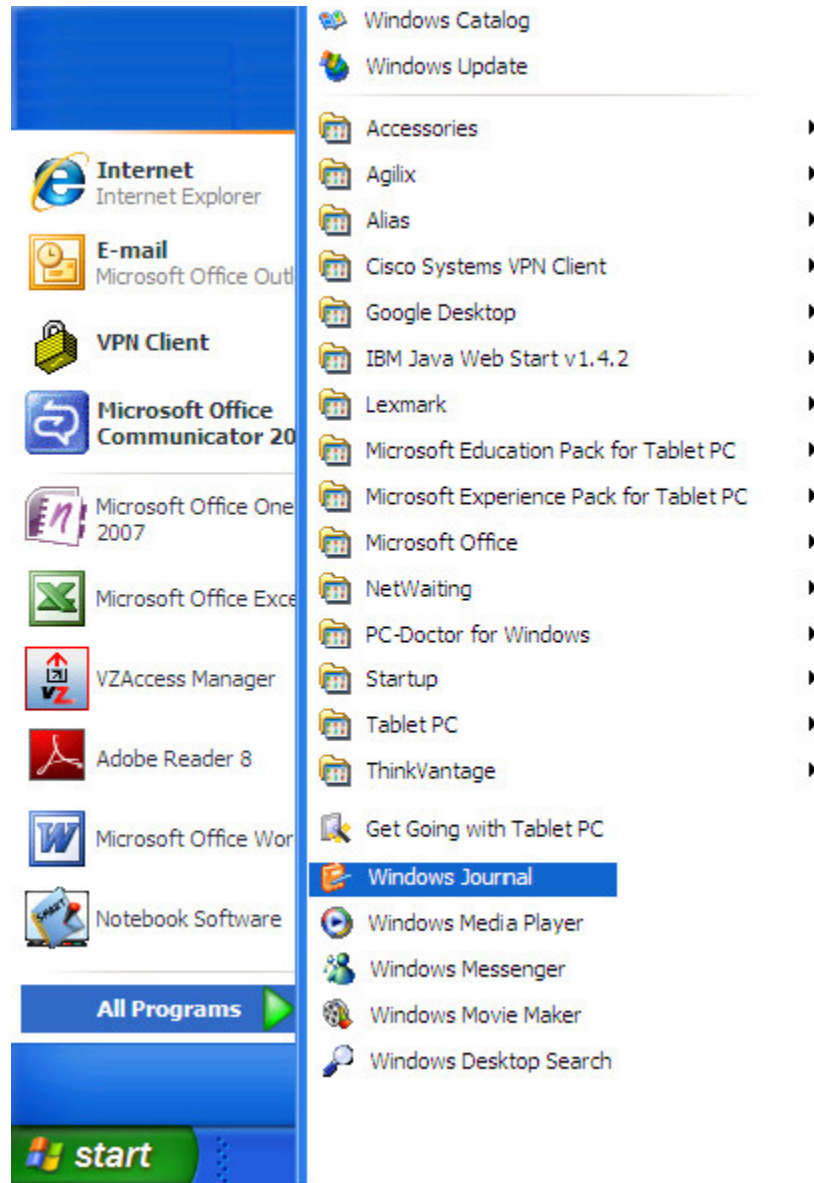 Internet
Internet Explorer
E-mail
Microsoft Office Outl
VPN Client
Microsoft Office
Communicator 20
Microsoft Office One
2007
Microsoft Office Exce
VZAccess Manager
Adobe Reader 8
Microsoft Office Wor
Notebook Software
All Programs
start
Windows Catalog
Windows Update
Accessories
Agilix
Alias
Cisco Systems VPN Client
Google Desktop
IBM Java Web Start v1.4.2
Lexmark
Microsoft Education Pack for Tablet PC
Microsoft Experience Pack for Tablet PC
Microsoft Office
NetWaiting
PC-Doctor for Windows
Startup
Tablet PC
ThinkVantage
Get Going with Tablet PC
Windows Journal
Windows Media Player
Windows Messenger
Windows Movie Maker
Windows Desktop Search